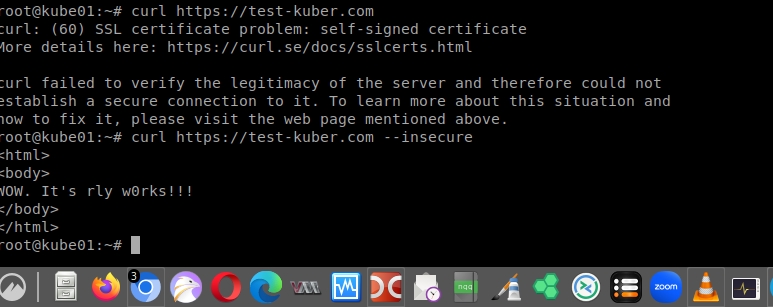 root@kube01:~# curl https://test-kuber.com
curl: (60) SSL certificate problem: self-signed certificate
More details here: https://curl.se/docs/sslcerts.html
curl failed to verify the legitimacy of the server and therefore could not
establish a secure connection to it. To learn more about this situation and
how to fix it, please visit the web page mentioned above.
root@kube01:~# curl https://test-kuber.com --insecure
<html>
<body>
WOW. It's rly w0rks!!!
</body>
</html>
root@kube01:~#
3
nqq
zoom